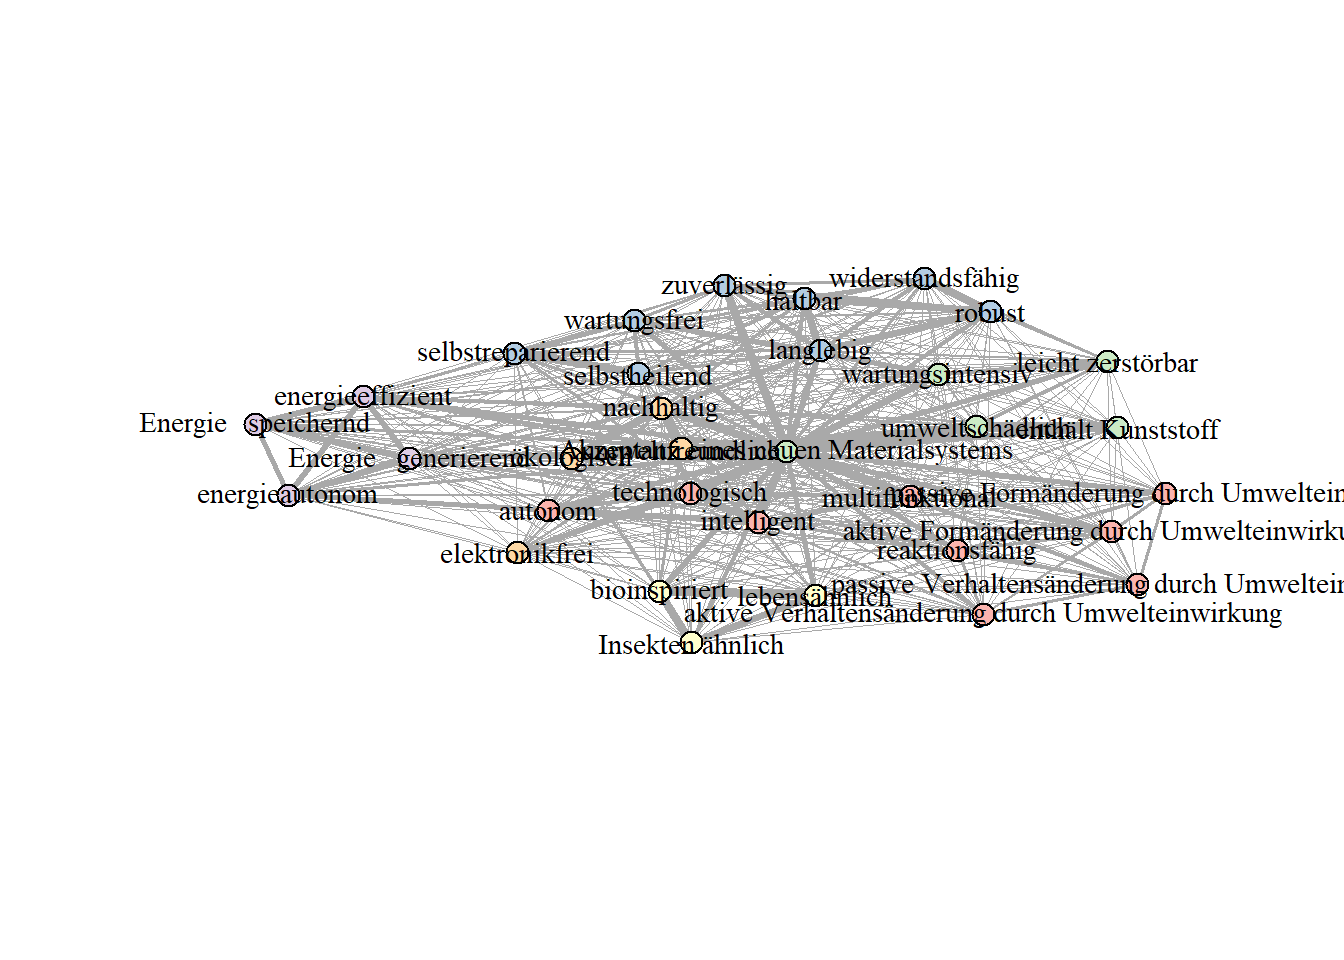 widerstandsfähig
zuverlässig
haltbar
robust
wartungsfrei
selbstreparierend
langlebig
leicht zerstörbar
selbstheilend
wartungsintensiv
energieeffizient
nachhaltig
Energie speichernd
umweltschädlich
enthält Kunststoff
Akzeptanz eines neuen Materialsystems
Energie generierend
ökologisch
energieautonom
technologisch
multifunktional
passive Formänderung durch Umweltein
autonom
intelligent
aktive Formänderung durch Umwelteinwirku
elektronikfrei
reaktionsfähig
bioinspiriert
lebensähnlich
passive Verhaltensänderung durch Umweltein
aktive Verhaltensänderung durch Umwelteinwirkung
Insekten ähnlich